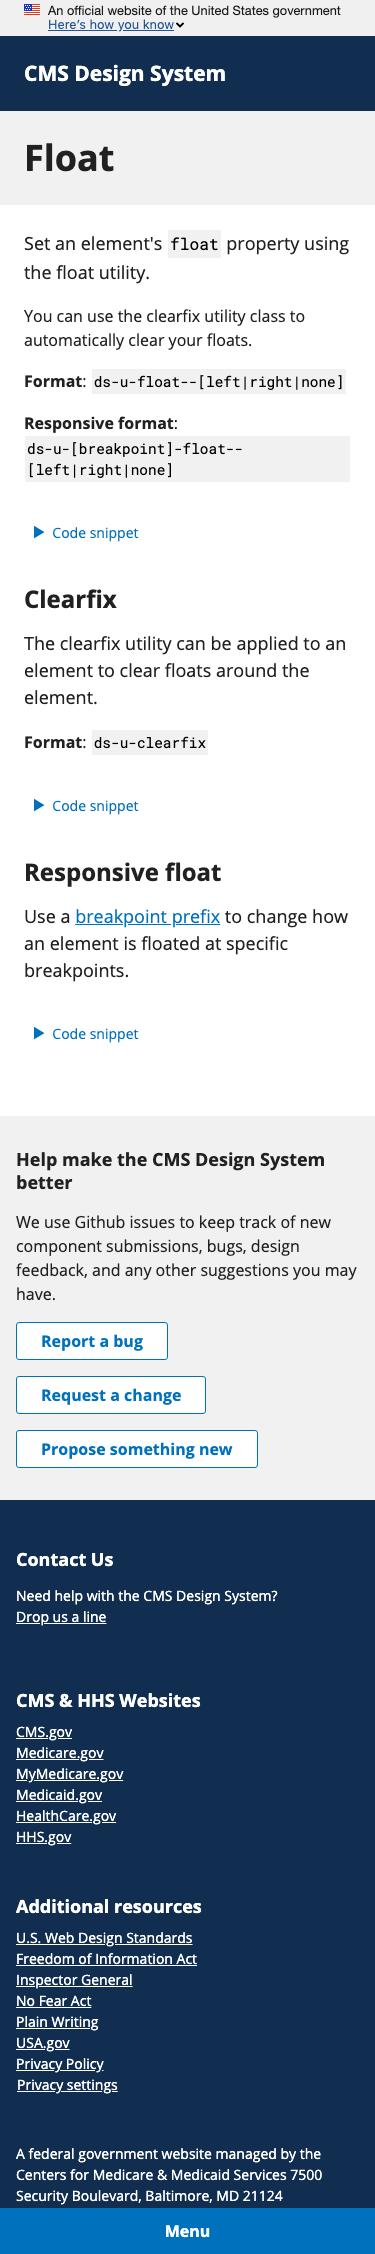 An official website of the United States government
Here's how you know
CMS Design System
Float
Set an element's float property using
the float utility.
You can use the clearfix utility class to
automatically clear your floats.
Format: ds-u-float--[left|right|none]
Responsive format:
ds-u-[breakpoint]-float--
[left|right|none]
Code snippet
Clearfix
The clearfix utility can be applied to an
element to clear floats around the
element.
Format: ds-u-clearfix
Code snippet
Responsive float
Use a breakpoint prefix to change how
an element is floated at specific
breakpoints.
Code snippet
Help make the CMS Design System
better
We use Github issues to keep track of new
component submissions, bugs, design
feedback, and any other suggestions you may
have.
Report a bug
Request a change
Propose something new
Contact Us
Need help with the CMS Design System?
Drop us a line
CMS & HHS Websites
CMS.gov
Medicare.gov
MyMedicare.gov
Medicaid.gov
HealthCare.gov
HHS.gov
Additional resources
U.S. Web Design Standards
Freedom of Information Act
Inspector General
No Fear Act
Plain Writing
USA.gov
Privacy Policy
Privacy settings
A federal government website managed by the
Centers for Medicare & Medicaid Services 7500
Security Boulevard, Baltimore, MD 21124
Menu